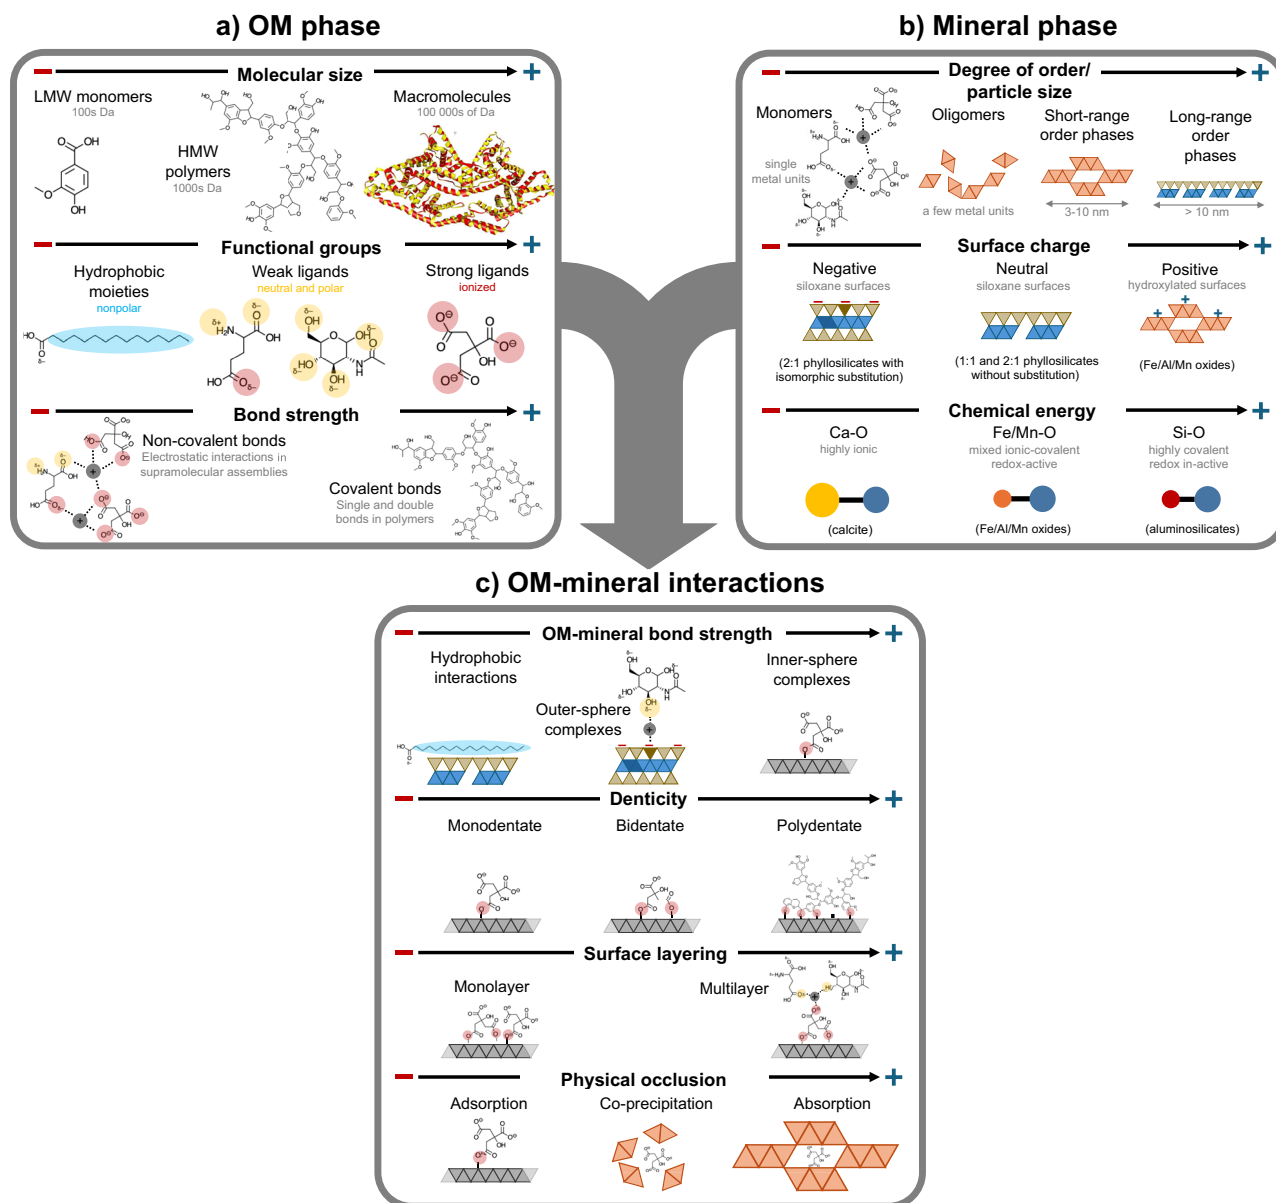 a) OM phase
Molecular size
LMW monomers
100s Da
HMW
polymers
1000s Da
Macromolecules
100 000s of Da
Functional groups
Hydrophobic
moieties
nonpolar
Weak ligands
neutral and polar
Strong ligands
ionized
Bond strength
Non-covalent bonds
Electrostatic interactions in
supramolecular assemblies
Covalent bonds
Single and double
bonds in polymers
b) Mineral phase
Degree of order/
particle size
Monomers
single
metal units
Oligomers
a few metal units
Short-range
order phases
3-10 nm
Long-range
order
phases
> 10 nm
Surface charge
Negative
siloxane surfaces
(2:1 phyllosilicates with
isomorphic substitution)
Neutral
siloxane surfaces
(1:1 and 2:1 phyllosilicates
without substitution)
Positive
hydroxylated surfaces
(Fe/Al/Mn oxides)
Chemical energy
Ca-O
highly ionic
(calcite)
Fe/Mn-O
mixed ionic-covalent
redox-active
(Fe/Al/Mn oxides)
Si-O
highly covalent
redox in-active
(aluminosilicates)
c) OM-mineral interactions
OM-mineral bond strength
Hydrophobic
interactions
Outer-sphere
complexes
Inner-sphere
complexes
Denticity
Monodentate
Bidentate
Polydentate
Surface layering
Monolayer
Multilayer
Physical occlusion
Adsorption
Co-precipitation
Absorption